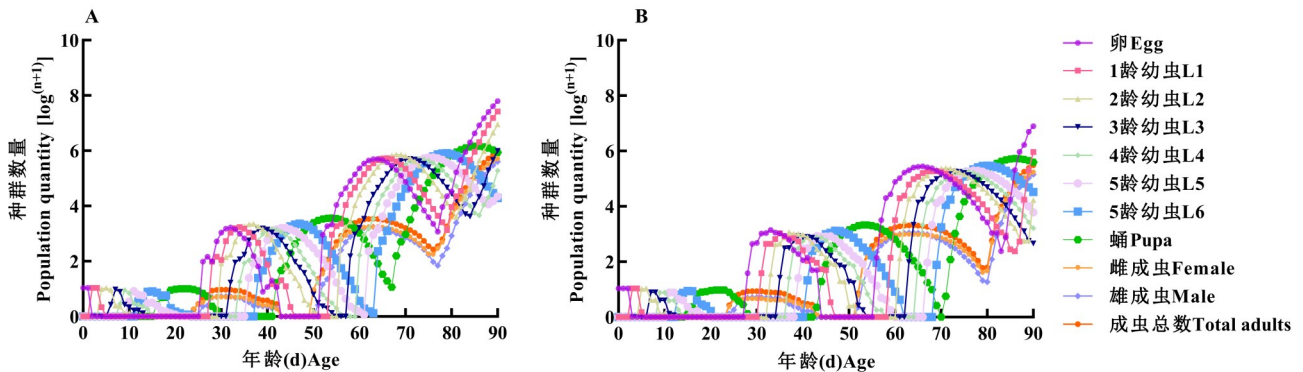 A
B
10
8
6
4
2
0
种群数量
Population quantity [log(n+1)]
0 10 20 30 40 50 60 70 80 90
年龄(d)Age
10
8
6
4
2
0
种群数量
Population quantity [log(n+1)]
0 10 20 30 40 50 60 70 80 90
年龄(d)Age
卵Egg
1龄幼虫L1
2龄幼虫L2
3龄幼虫L3
4龄幼虫L4
5龄幼虫L5
5龄幼虫L6
蛹Pupa
雌成虫Female
雄成虫Male
成虫总数Total adults